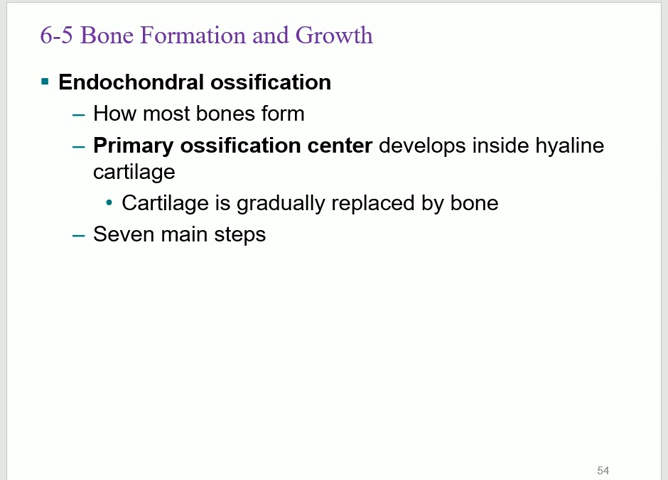 6-5 Bone Formation and Growth
▪ Endochondral ossification
– How most bones form
– Primary ossification center develops inside hyaline
cartilage
• Cartilage is gradually replaced by bone
– Seven main steps
54